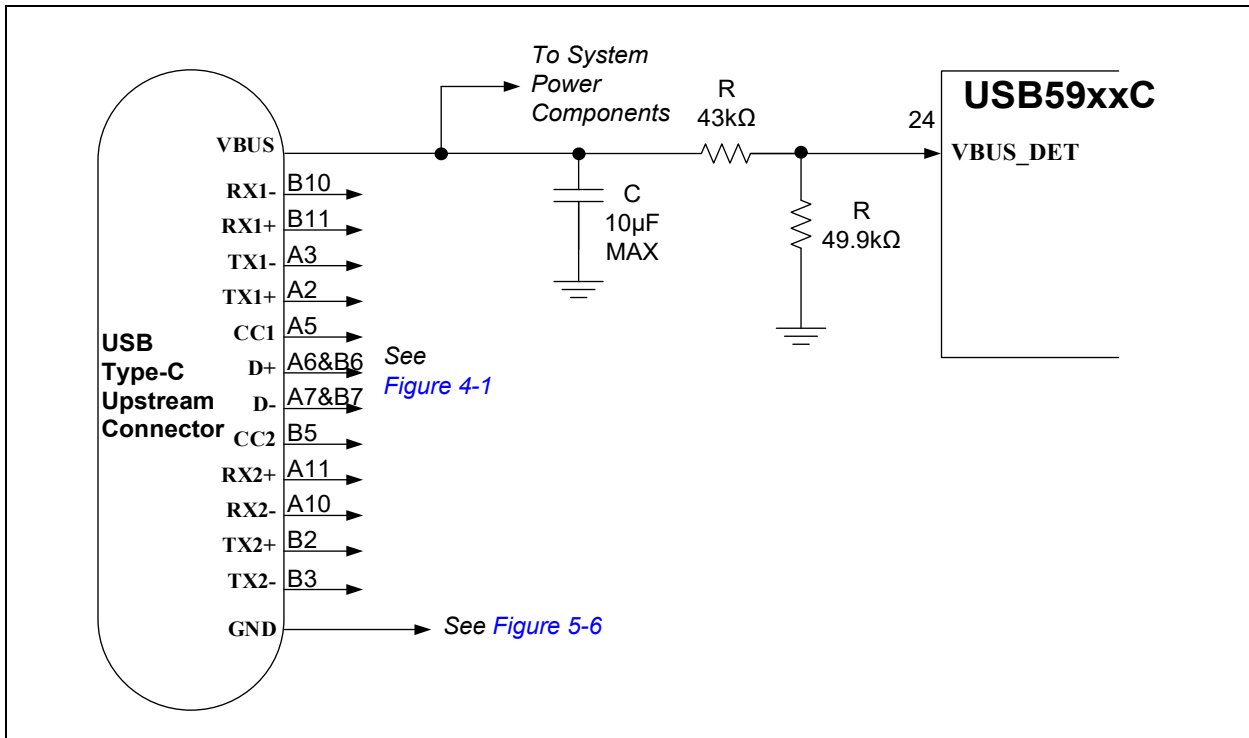 To System
Power
Components
R
43kΩ
USB59xxC
24
VBUS_DET
VBUS
RX1-
B10
RX1+
B11
TX1-
A3
TX1+
A2
CC1
A5
D+
A6&B6
D-
A7&B7
CC2
B5
RX2+
A11
RX2-
A10
TX2+
B2
TX2-
B3
GND
USB
Type-C
Upstream
Connector
C
10µF
MAX
R
49.9kΩ
See
Figure 4-1
See Figure 5-6